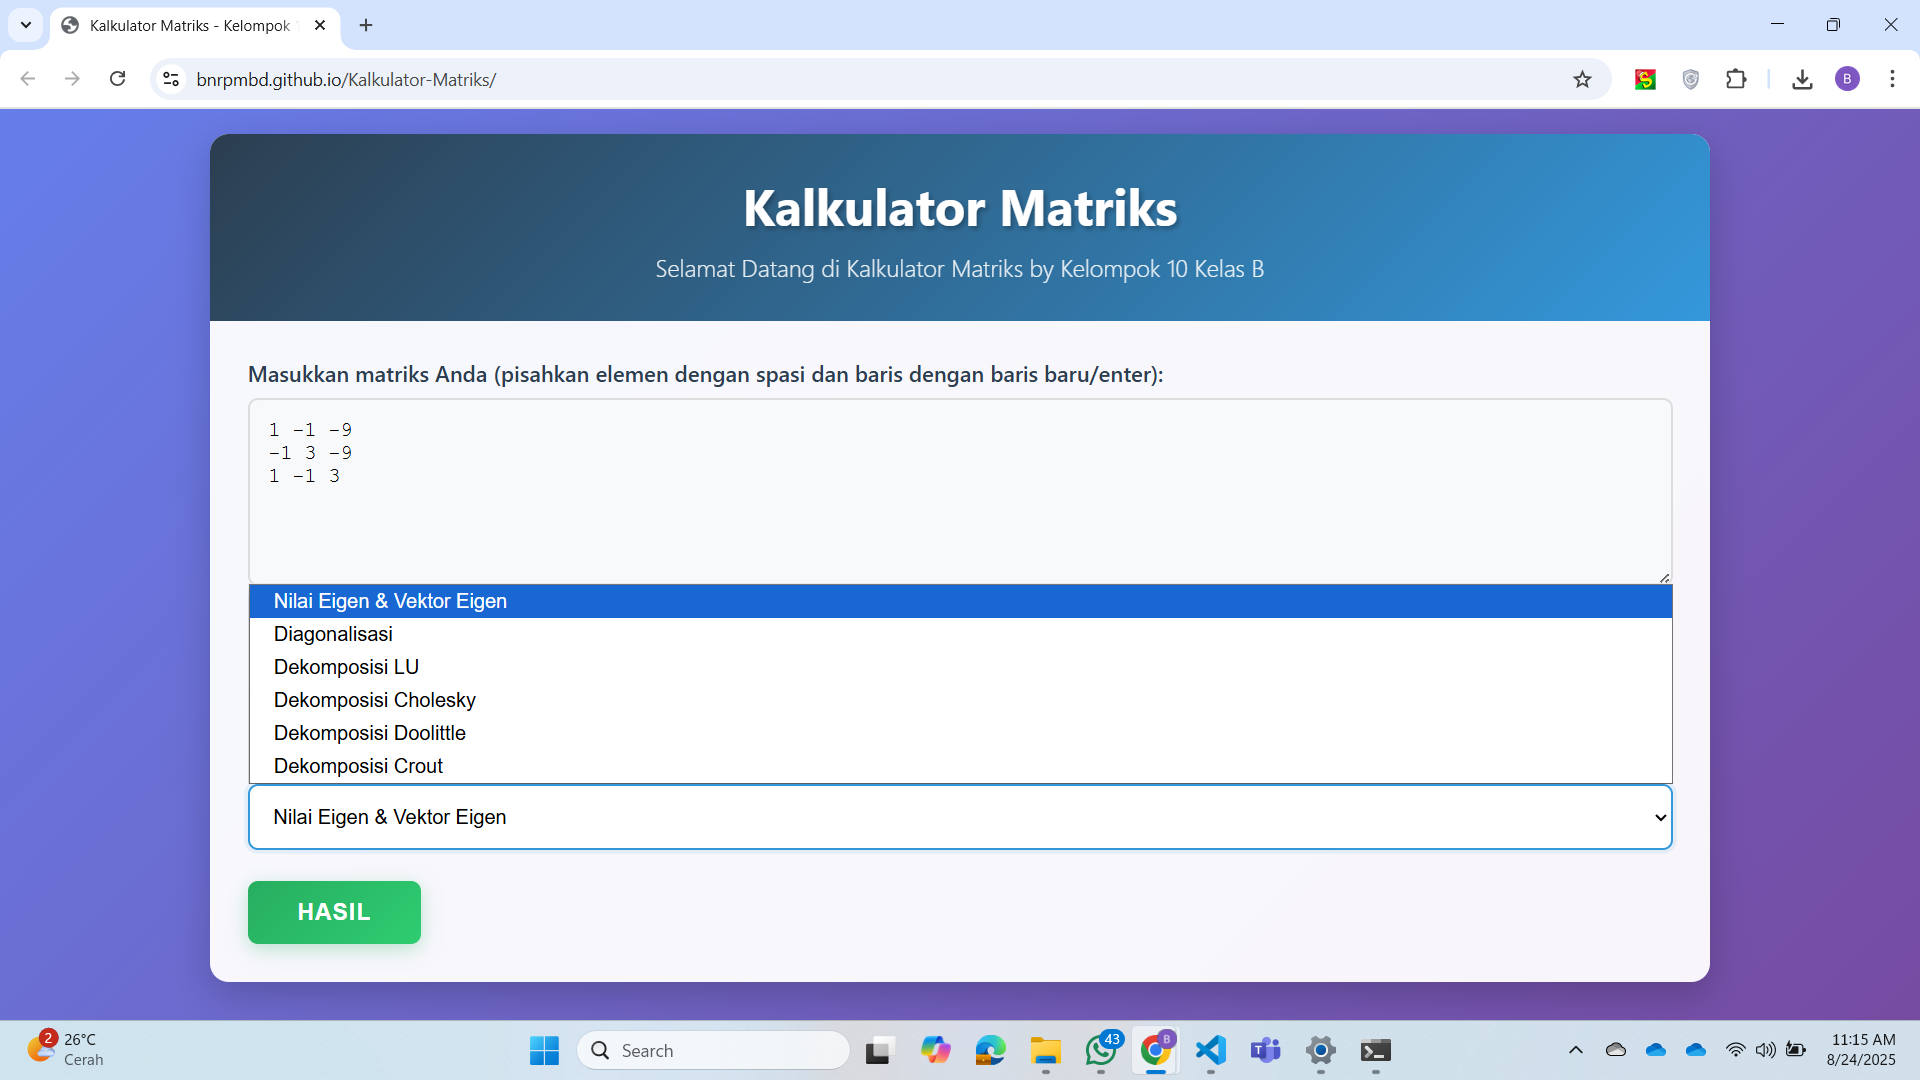 Kalkulator Matriks - Kelompok
bnrpmbd.github.io/Kalkulator-Matriks/
B
Kalkulator Matriks
Selamat Datang di Kalkulator Matriks by Kelompok 10 Kelas B
Masukkan matriks Anda (pisahkan elemen dengan spasi dan baris dengan baris baru/enter):
1 -1 -9
-1 3 -9
1 -1 3
Nilai Eigen & Vektor Eigen
Diagonalisasi
Dekomposisi LU
Dekomposisi Cholesky
Dekomposisi Doolittle
Dekomposisi Crout
Nilai Eigen & Vektor Eigen
HASIL
2
26°C
Cerah
Search
43
B
T
11:15 AM
8/24/2025